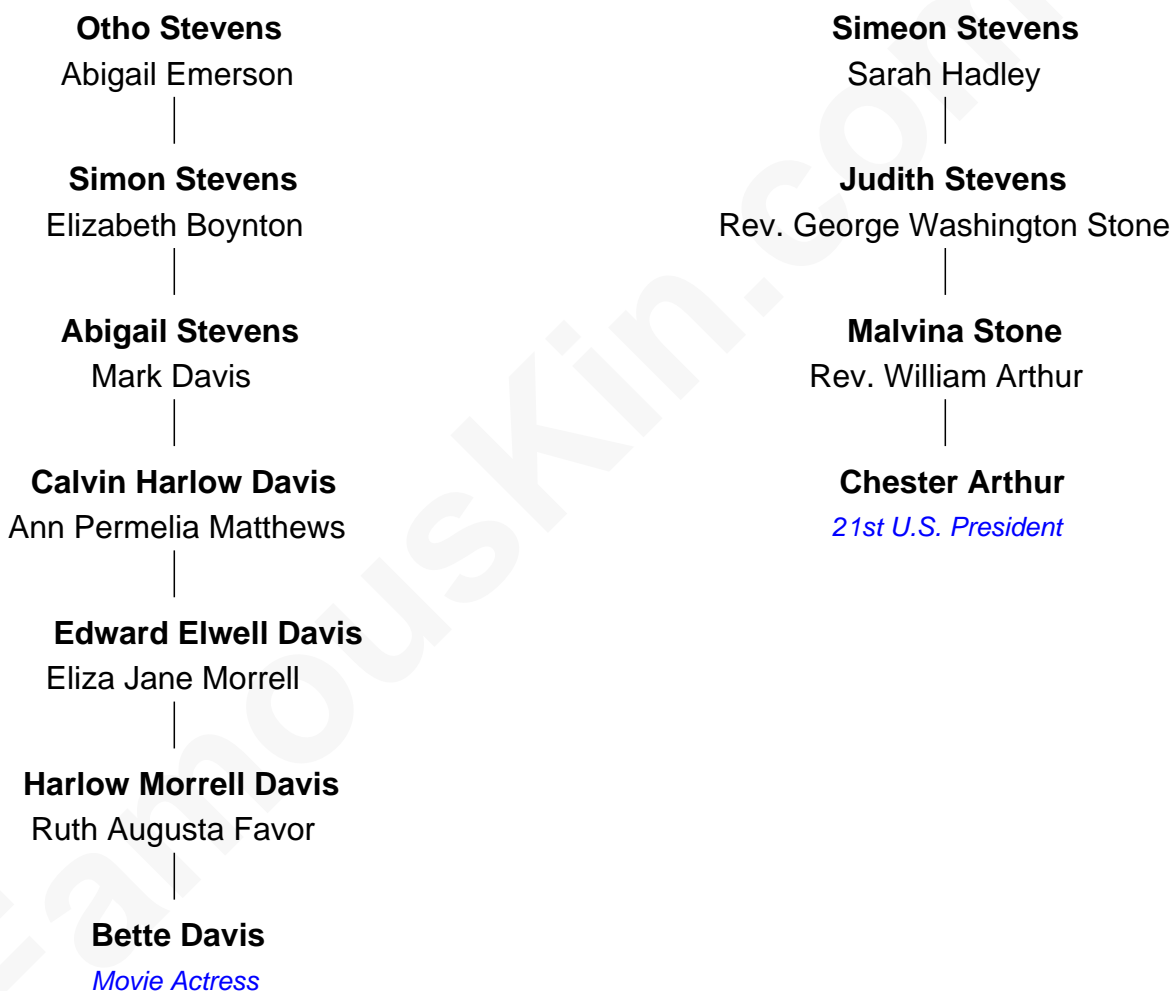 Otho Stevens
Abigail Emerson
Simon Stevens
Elizabeth Boynton
Abigail Stevens
Mark Davis
Calvin Harlow Davis
Ann Permelia Matthews
Edward Elwell Davis
Eliza Jane Morrell
Harlow Morrell Davis
Ruth Augusta Favor
Bette Davis
Movie Actress
Simeon Stevens
Sarah Hadley
Judith Stevens
Rev. George Washington Stone
Malvina Stone
Rev. William Arthur
Chester Arthur
21st U.S. President
FamousKin.com